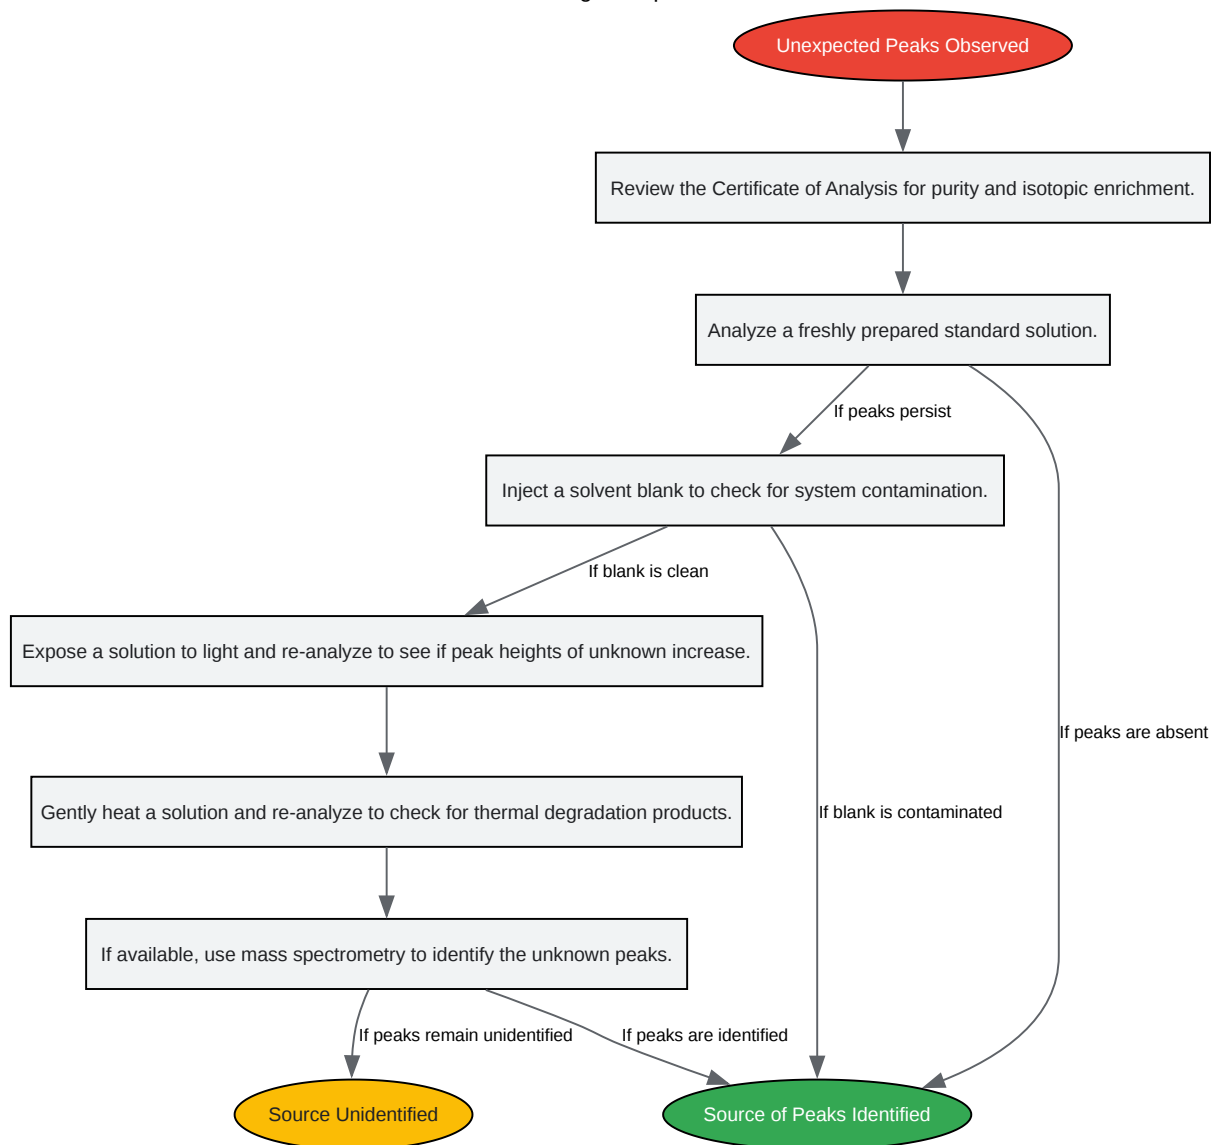 Unexpected Peaks Observed
Review the Certificate of Analysis for purity and isotopic enrichment.
Analyze a freshly prepared standard solution.
If peaks persist
Inject a solvent blank to check for system contamination.
If blank is clean
Expose a solution to light and re-analyze to see if peak heights of unknown increase.
If peaks are absent
Gently heat a solution and re-analyze to check for thermal degradation products.
If blank is contaminated
If available, use mass spectrometry to identify the unknown peaks.
If peaks remain unidentified
If peaks are identified
Source Unidentified
Source of Peaks Identified